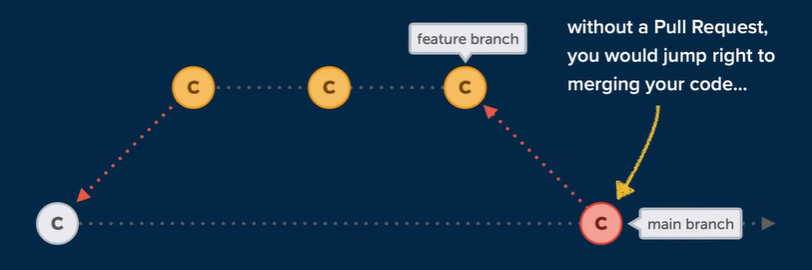 without a Pull Request,
you would jump right to
merging your code...
feature branch
C
C
C
C
C
main branch